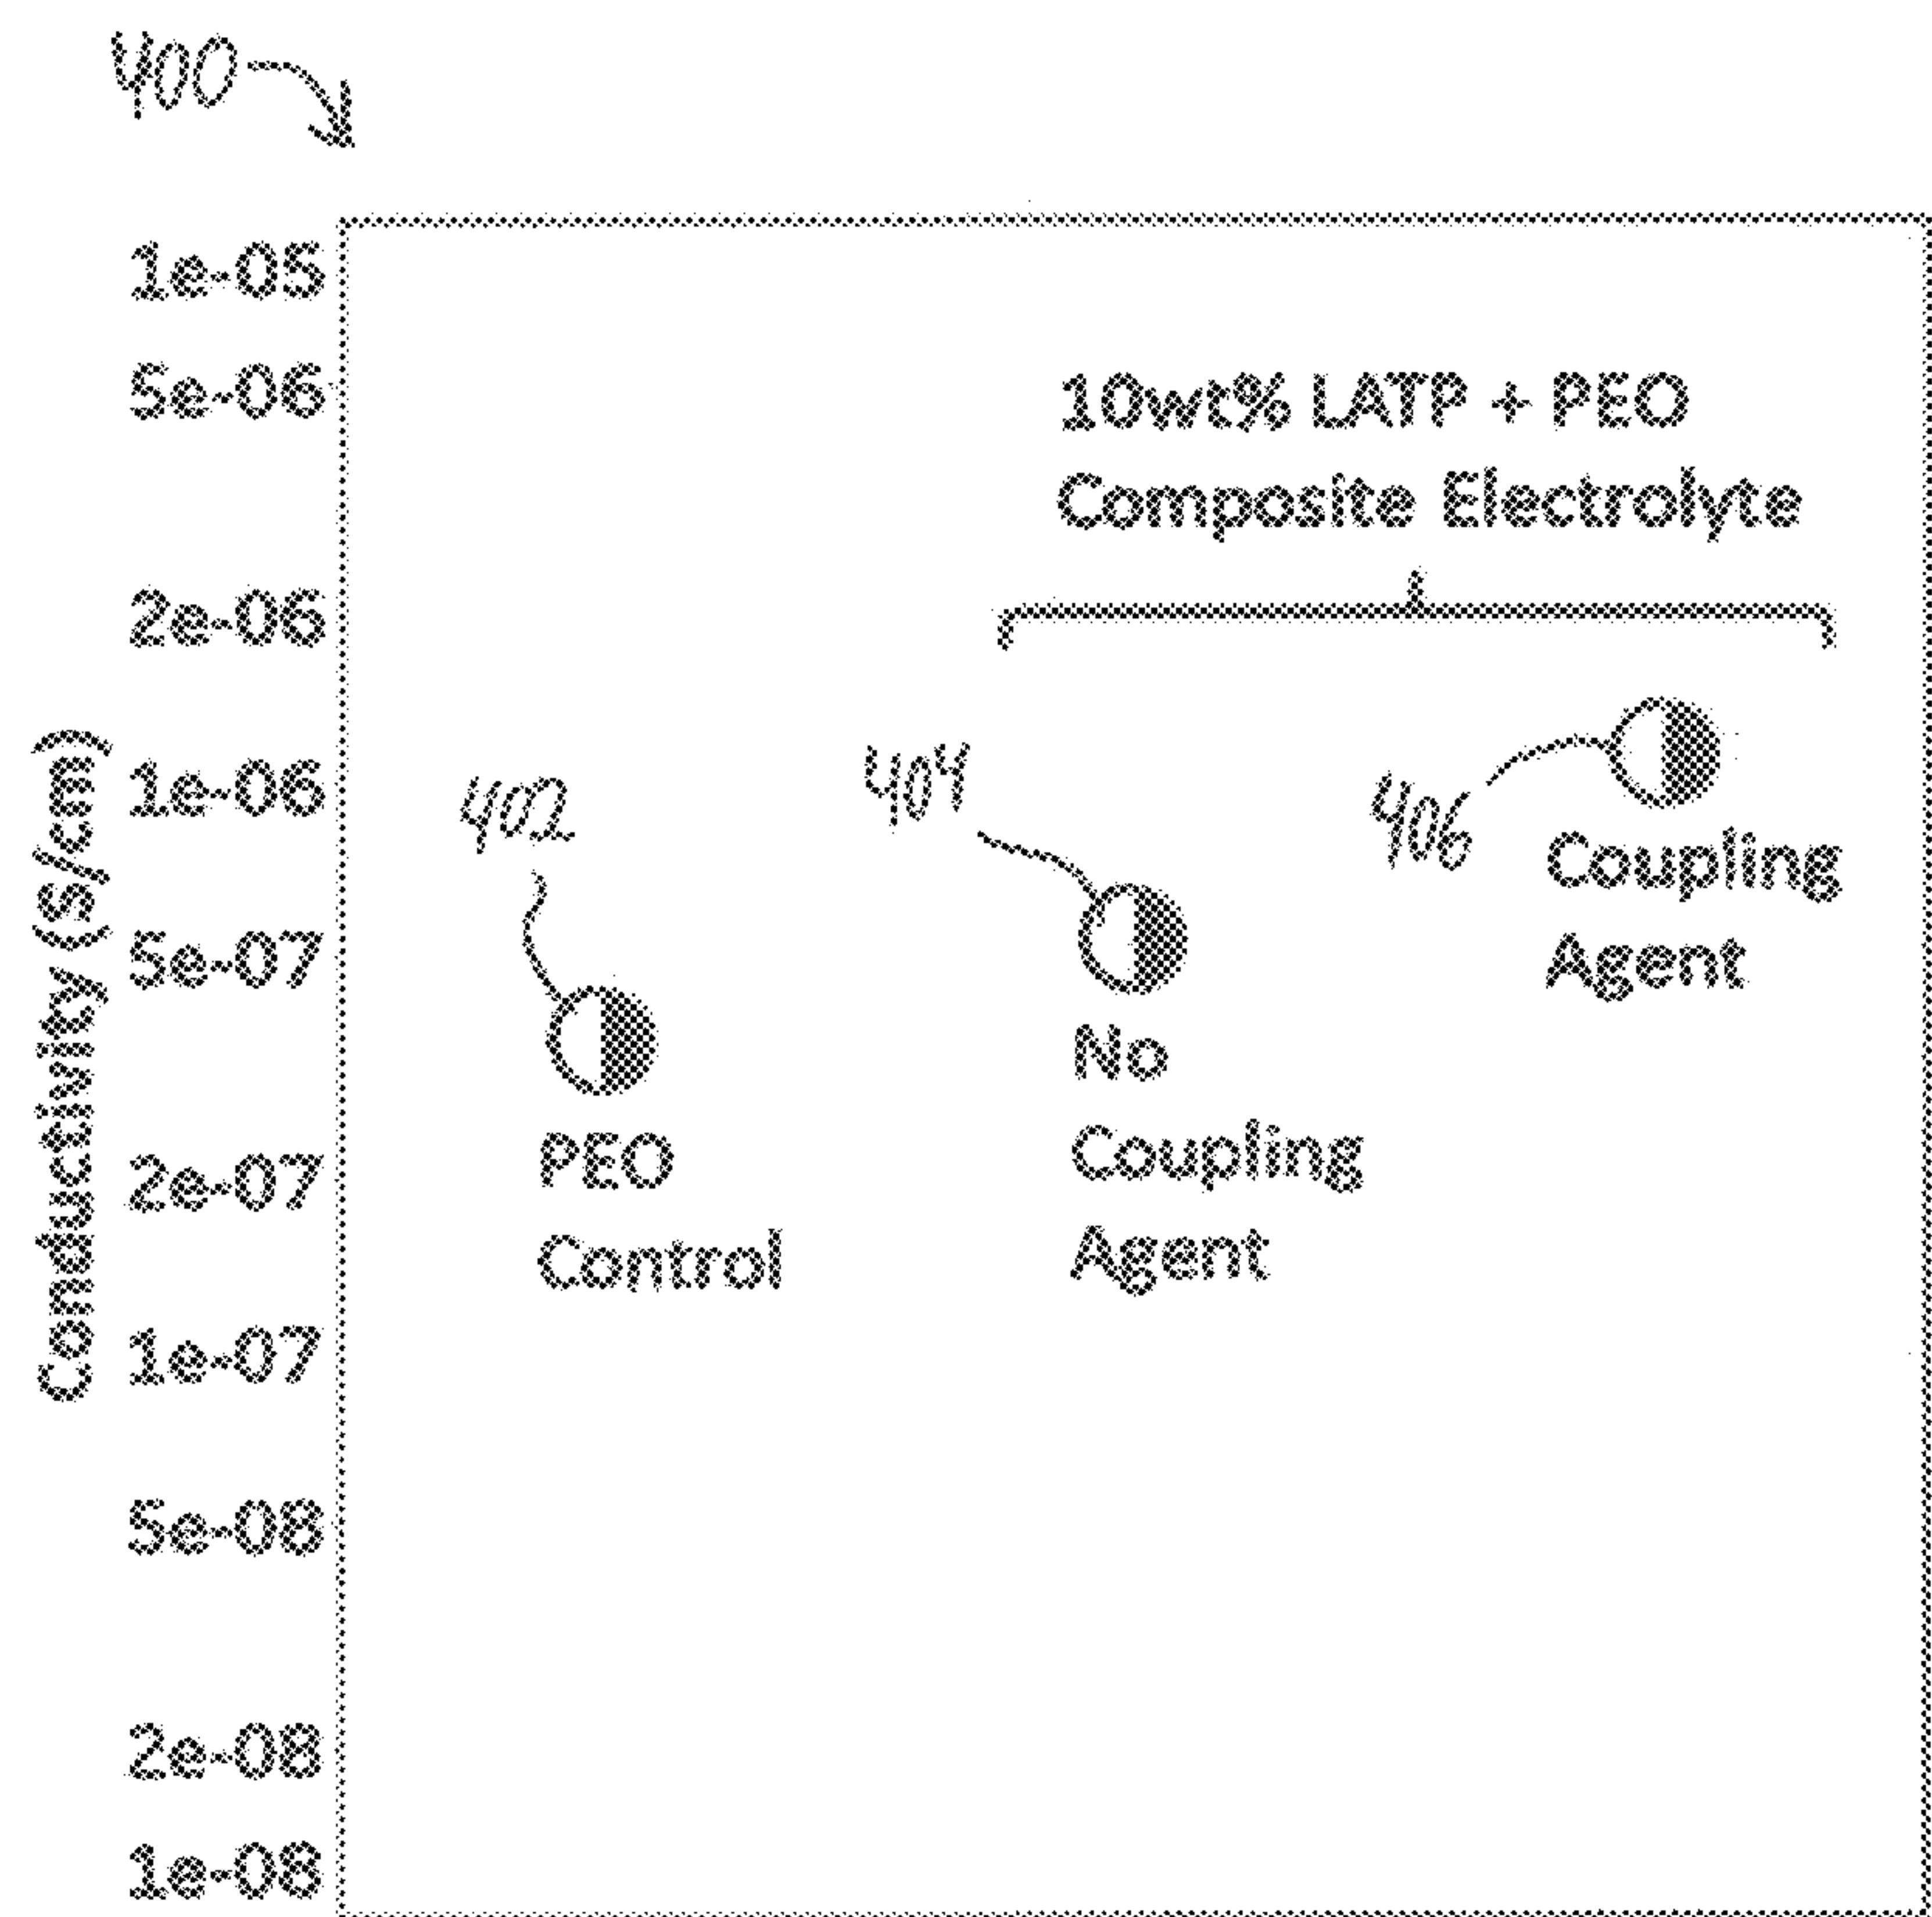 400
1e-05
5e-06
2e-06
1e-06
5e-07
2e-07
1e-07
5e-08
2e-08
1e-08
Conductivity (S/cm)
10wt% LATP + PEO
Composite Electrolyte
402
PEO
Control
404
No
Coupling
Agent
406
Coupling
Agent